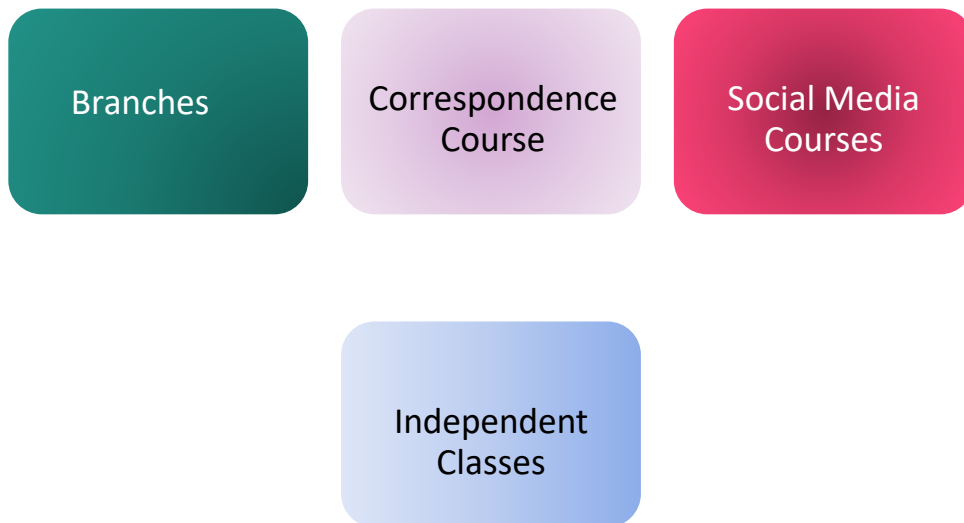 Branches
Correspondence
Course
Social Media
Courses
Independent
Classes